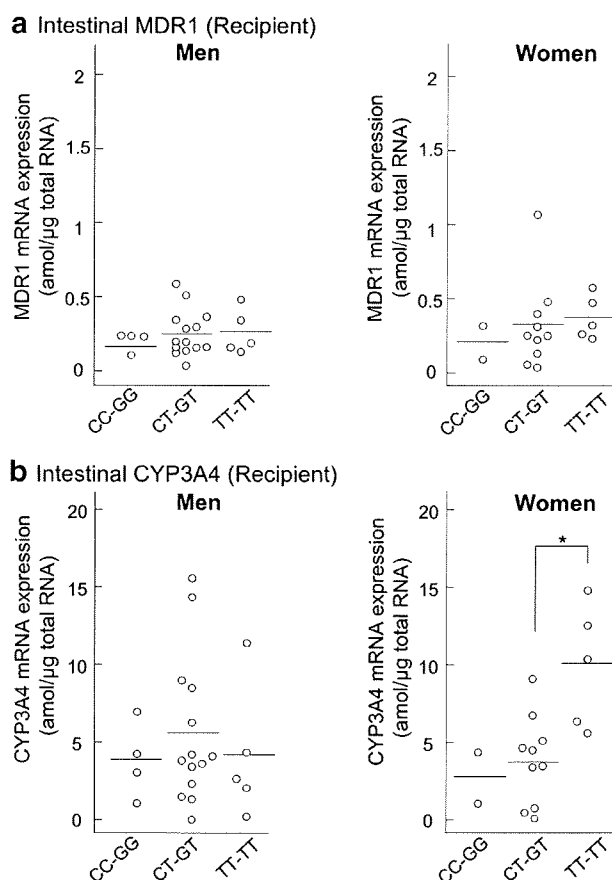 a Intestinal MDR1 (Recipient)
Men
MDR1 mRNA expression
(amol/µg total RNA)
2
1.5
1
0.5
0
CC-GG
CT-GT
TT-TT
Women
MDR1 mRNA expression
(amol/µg total RNA)
2
1.5
1
0.5
0
CC-GG
CT-GT
TT-TT
b Intestinal CYP3A4 (Recipient)
Men
CYP3A4 mRNA expression
(amol/µg total RNA)
20
15
10
5
0
CC-GG
CT-GT
TT-TT
Women
CYP3A4 mRNA expression
(amol/µg total RNA)
20
15
10
5
0
*
CC-GG
CT-GT
TT-TT